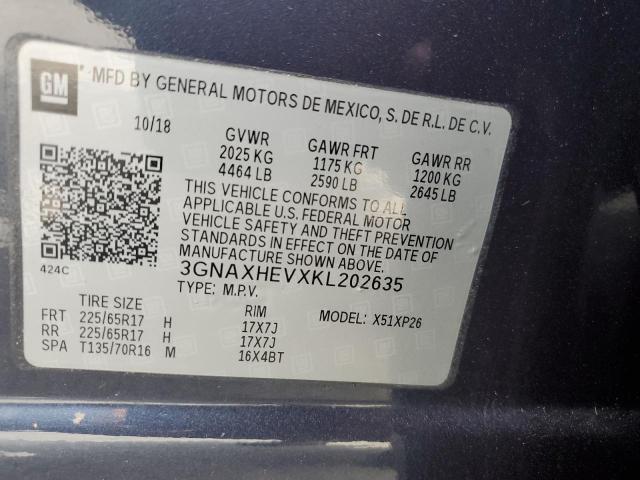 GM
MFD BY GENERAL MOTORS DE MEXICO, S. DE R.L. DE C.V.
10/18
GVWR GAWR FRT GAWR RR
2025 KG 1175 KG 1200 KG
4464 LB 2590 LB 2645 LB
THIS VEHICLE CONFORMS TO ALL
APPLICABLE U.S. FEDERAL MOTOR
VEHICLE SAFETY AND THEFT PREVENTION
STANDARDS IN EFFECT ON THE DATE OF
MANUFACTURE SHOWN ABOVE.
424C
3GNAXHEVXKL202635
TYPE: M.P.V.
TIRE SIZE RIM MODEL: X51XP26
FRT 225/65R17 H 17X7J
RR 225/65R17 H 17X7J
SPA T135/70R16 M 16X4BT